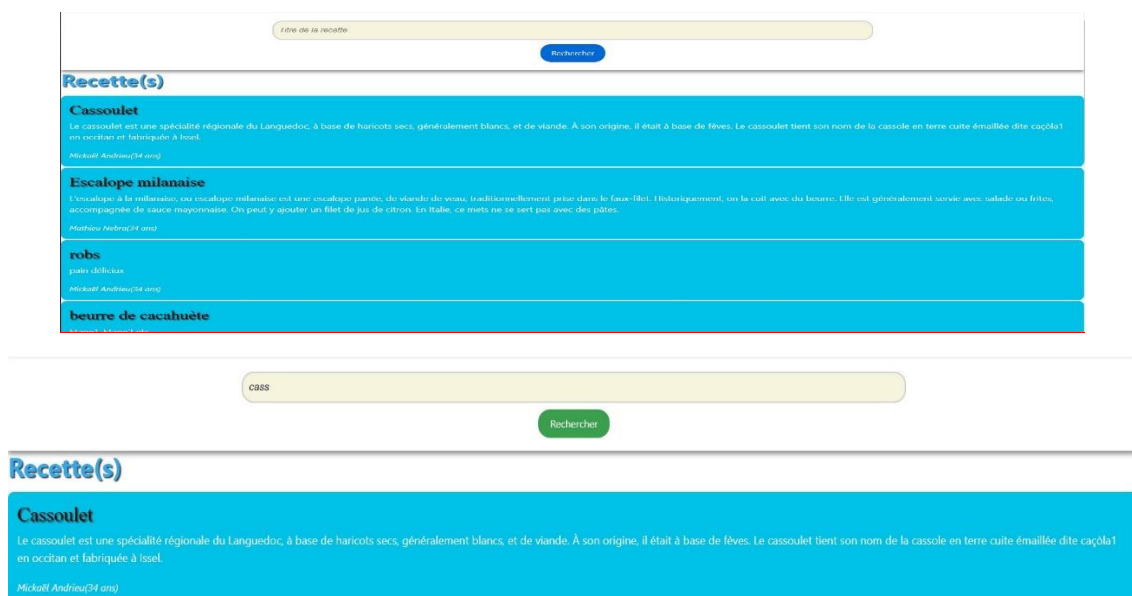 Titre de la recette
Rechercher
Recette(s)
Cassoulet
Le cassoulet est une spécialité régionale du Languedoc, à base de haricots secs, généralement blancs, et de viande. À son origine, il était à base de fèves. Le cassoulet tient son nom de la cassole en terre cuite émaillée dite caçòla1
en occitan et fabriquée à Issel.
Mickaël Andrieu(34 ans)
Escalope milanaise
L'escalope à la milanaise, ou escalope milanaise est une escalope panée, de viande de veau, traditionnellement prise dans le faux-filet. Historiquement, on la cuit avec du beurre. Elle est généralement servie avec salade ou frites,
accompagnée de sauce mayonnaise. On peut y ajouter un filet de jus de citron. En Italie, ce mets ne se sert pas avec des pâtes.
Mathieu Nebra(34 ans)
robs
pain déliciux
Mickaël Andrieu(34 ans)
beurre de cacahuète
cass
Rechercher
Recette(s)
Cassoulet
Le cassoulet est une spécialité régionale du Languedoc, à base de haricots secs, généralement blancs, et de viande. À son origine, il était à base de fèves. Le cassoulet tient son nom de la cassole en terre cuite émaillée dite caçòla1
en occitan et fabriquée à Issel.
Mickaël Andrieu(34 ans)